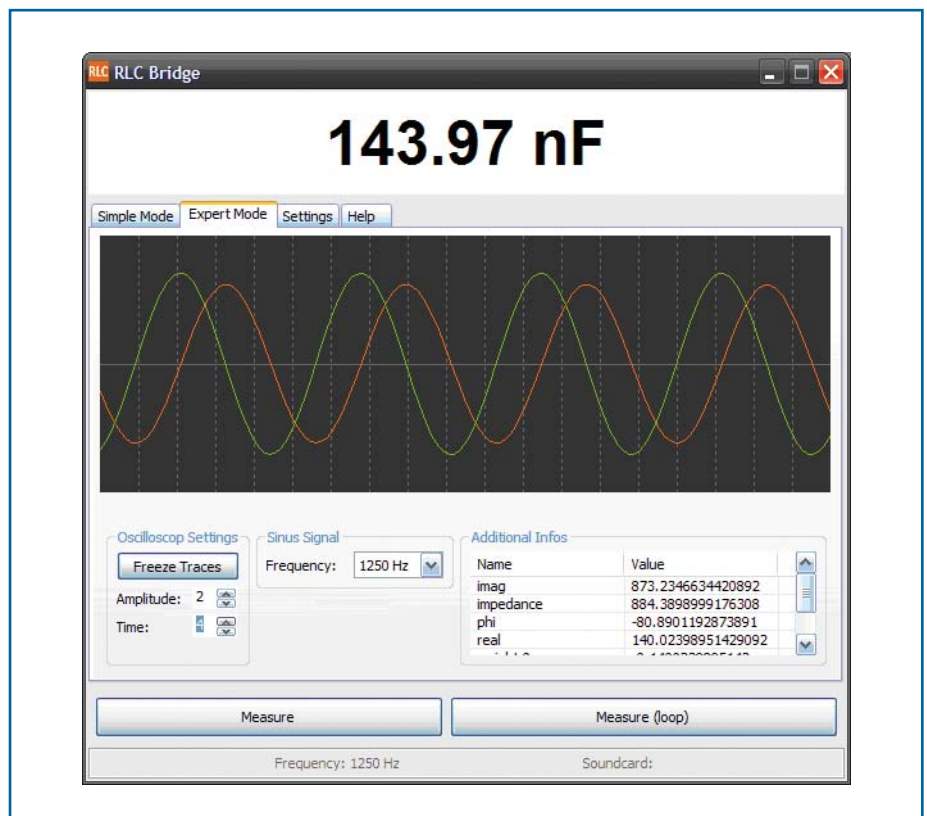 RLC RLC Bridge
143.97 nF
Simple Mode Expert Mode Settings Help
Oscilloscop Settings Sinus Signal Additional Infos
Freeze Traces Frequency: 1250 Hz Name Value
imag 873.2346634420892
Amplitude: 2 impedance 884.3898999176308
phi -80.8901192873891
Time: 4 real 140.02398951429092
Measure Measure (loop)
Frequency: 1250 Hz Soundcard: